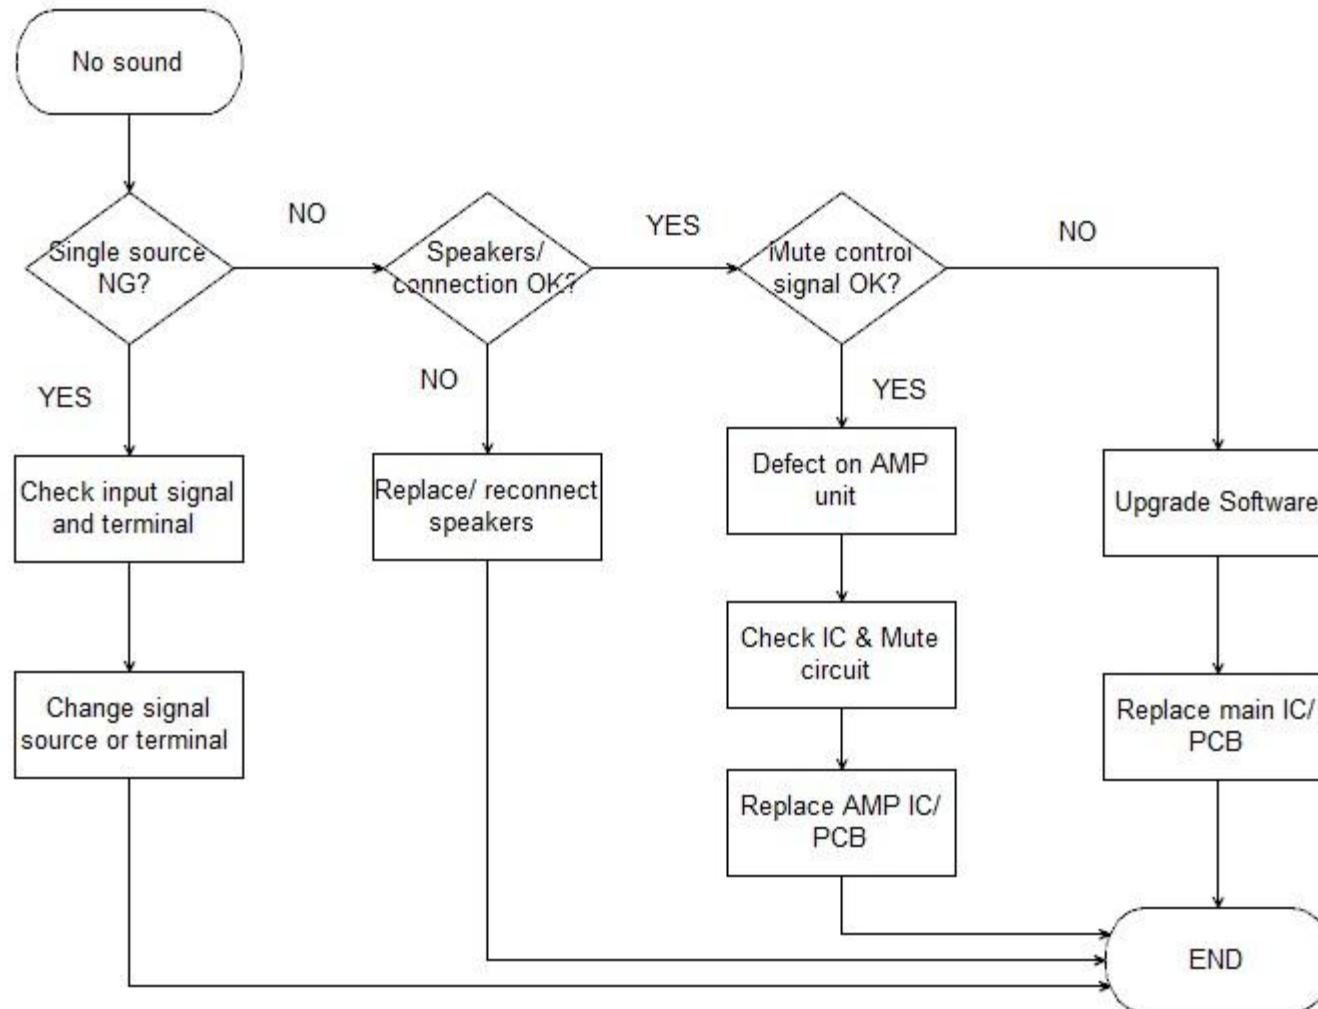 No sound
Single source
NG?
NO
Speakers/
connection OK?
YES
Mute control
signal OK?
NO
YES
NO
YES
Check input signal
and terminal
Replace/ reconnect
speakers
Defect on AMP
unit
Upgrade Software
Check IC & Mute
circuit
Change signal
source or terminal
Replace main IC/
PCB
Replace AMP IC/
PCB
END